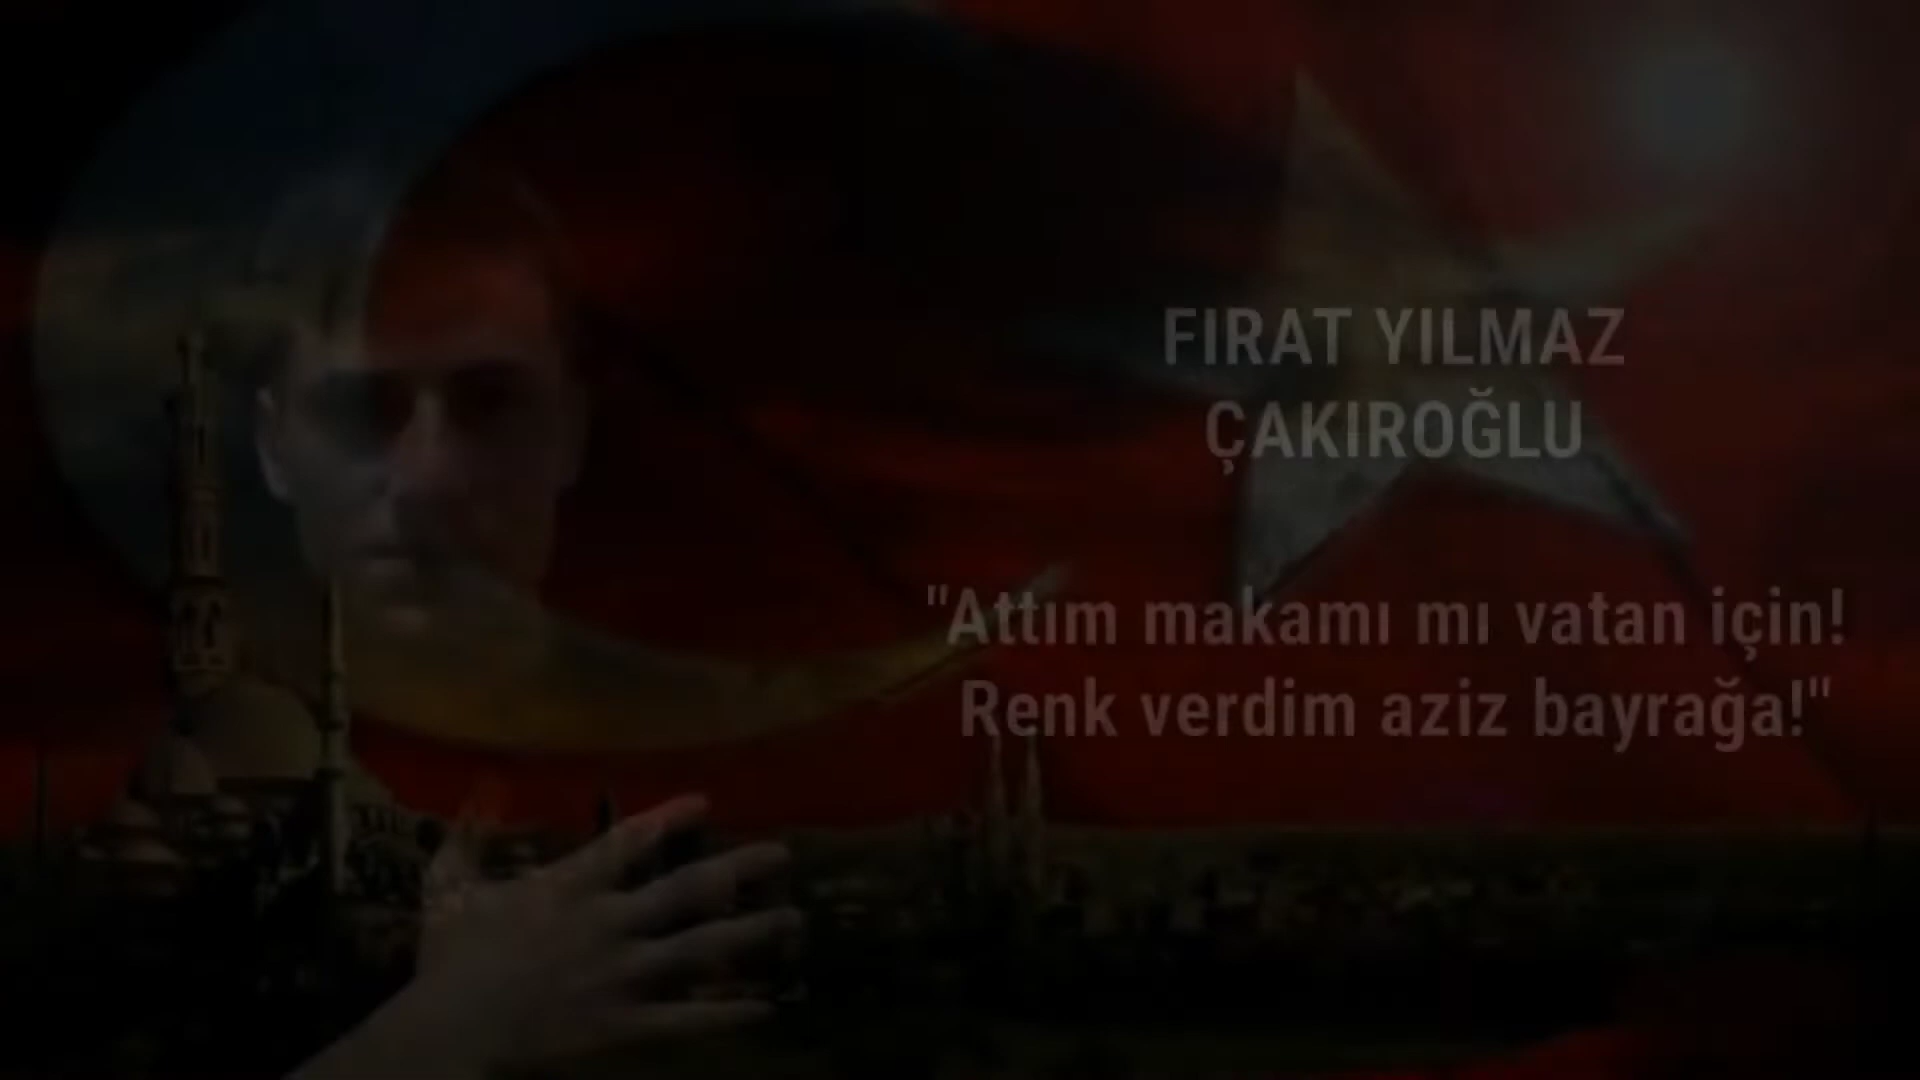 FIRAT YILMAZ
ÇAKIROĞLU
"Attım makamı mı vatan için!
Renk verdim aziz bayrağa!"